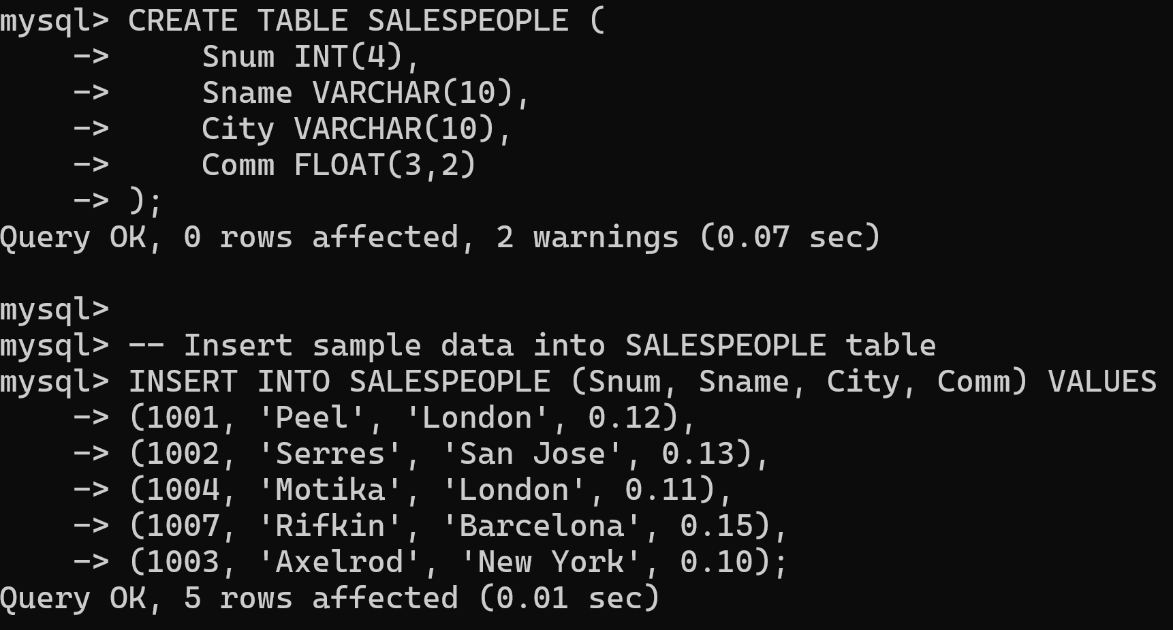 mysql> CREATE TABLE SALESPEOPLE (
    ->     Snum INT(4),
    ->     Sname VARCHAR(10),
    ->     City VARCHAR(10),
    ->     Comm FLOAT(3,2)
    -> );
Query OK, 0 rows affected, 2 warnings (0.07 sec)

mysql>
mysql> -- Insert sample data into SALESPEOPLE table
mysql> INSERT INTO SALESPEOPLE (Snum, Sname, City, Comm) VALUES
    -> (1001, 'Peel', 'London', 0.12),
    -> (1002, 'Serres', 'San Jose', 0.13),
    -> (1004, 'Motika', 'London', 0.11),
    -> (1007, 'Rifkin', 'Barcelona', 0.15),
    -> (1003, 'Axelrod', 'New York', 0.10);
Query OK, 5 rows affected (0.01 sec)